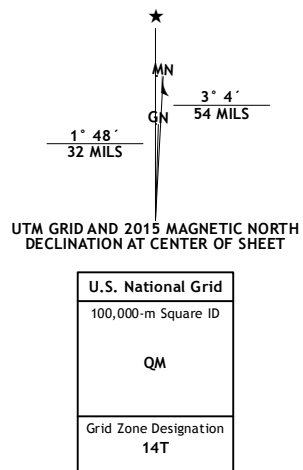 ★
MN
GN
3° 4´
54 MILS
1° 48´
32 MILS
UTM GRID AND 2015 MAGNETIC NORTH
DECLINATION AT CENTER OF SHEET
U.S. National Grid
100,000-m Square ID
QM
Grid Zone Designation
14T